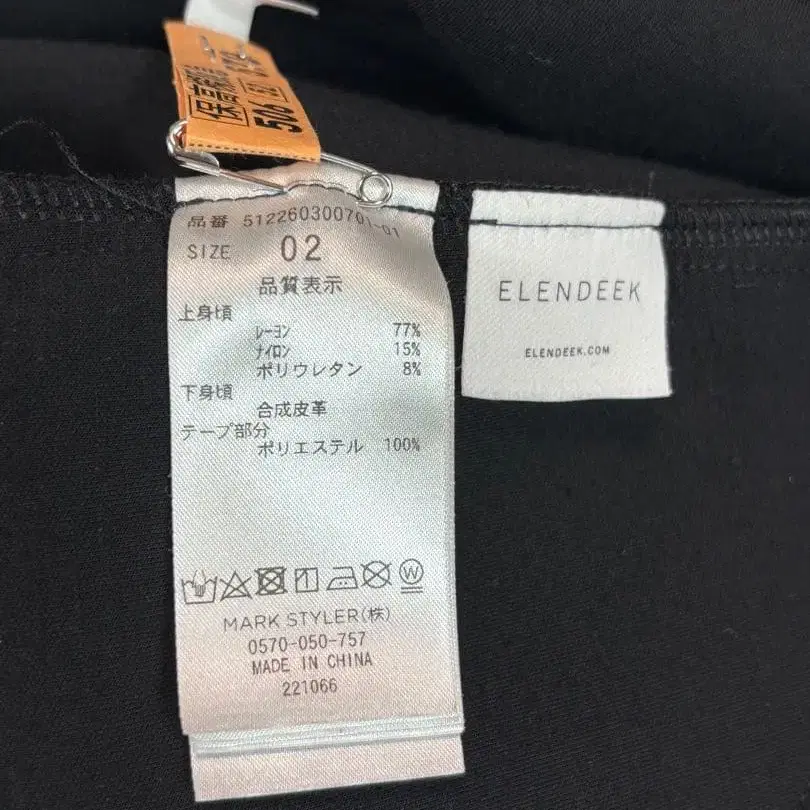 506
品番 512260300701-01
SIZE 02
品質表示
上身頃
レーヨン 77%
ナイロン 15%
ポリウレタン 8%
下身頃
合成皮革
テープ部分
ポリエステル 100%
MARK STYLER(株)
0570-050-757
MADE IN CHINA
221066
ELENDEEK
ELENDEEK.COM